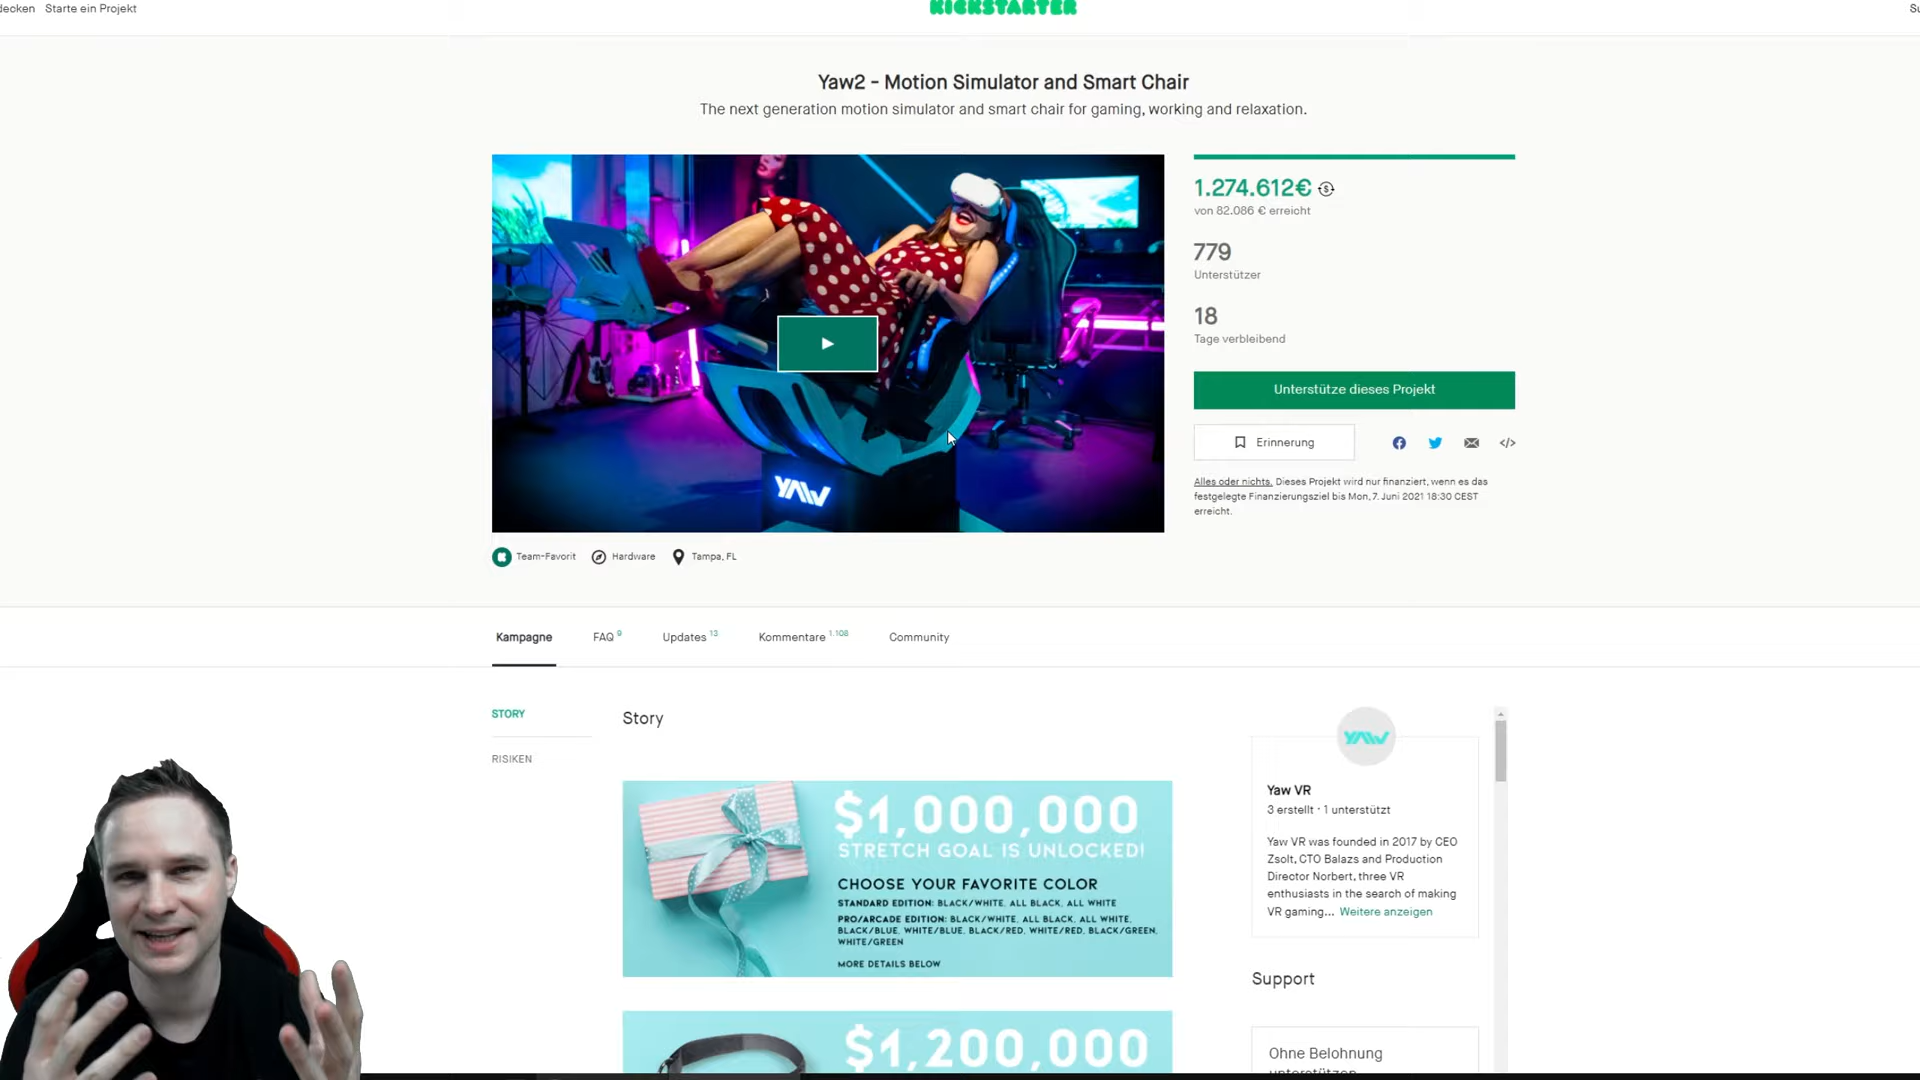 Starte ein Projekt
KICKSTARTER
Yaw2 - Motion Simulator and Smart Chair
The next generation motion simulator and smart chair for gaming, working and relaxation.
YAW
1.274.612€
von 82.086 € erreicht
779
Unterstützer
18
Tage verbleibend
Unterstütze dieses Projekt
Erinnerung
Alles oder nichts. Dieses Projekt wird nur finanziert, wenn es das
festgelegte Finanzierungsziel bis Mon, 7. Juni 2021 18:30 CEST
erreicht.
Team-Favorit Hardware Tampa, FL
Kampagne FAQ 9 Updates 13 Kommentare 1.108 Community
STORY
RISIKEN
Story
$1,000,000
STRETCH GOAL IS UNLOCKED!
CHOOSE YOUR FAVORITE COLOR
STANDARD EDITION: BLACK/WHITE, ALL BLACK, ALL WHITE
PRO/ARCADE EDITION: BLACK/WHITE, ALL BLACK, ALL WHITE,
BLACK/BLUE, WHITE/BLUE, BLACK/RED, WHITE/RED, BLACK/GREEN,
WHITE/GREEN
MORE DETAILS BELOW
$1,200,000
YAW
Yaw VR
3 erstellt · 1 unterstützt
Yaw VR was founded in 2017 by CEO
Zsolt, CTO Balazs and Production
Director Norbert, three VR
enthusiasts in the search of making
VR gaming... Weitere anzeigen
Support
Ohne Belohnung
unterstützen